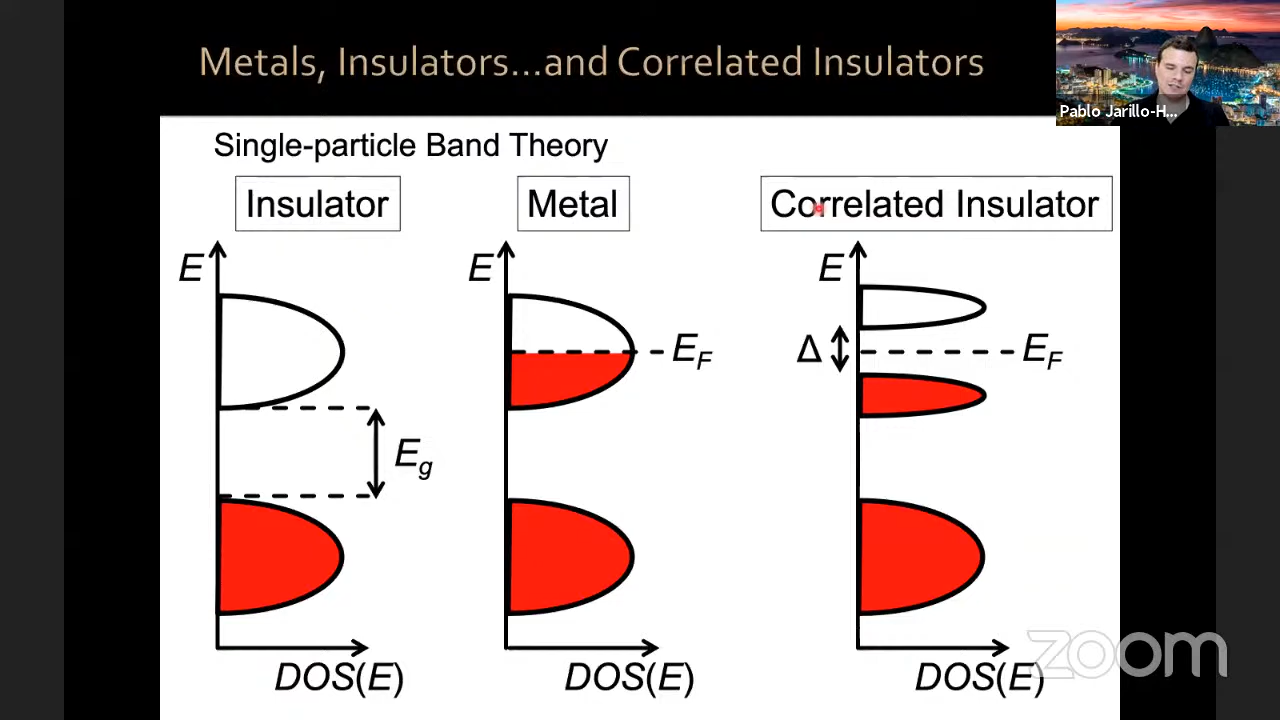 Metals, Insulators...and Correlated Insulators
Pablo Jarillo-H...
Single-particle Band Theory
Insulator
Metal
Correlated Insulator
E
E
E
Δ
E_F
E_F
E_g
DOS(E)
DOS(E)
DOS(E)
zoom